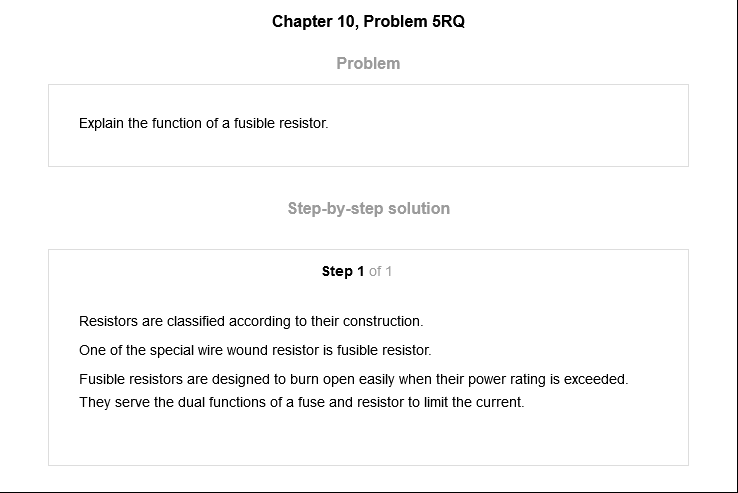 Chapter 10, Problem 5RQ
Problem
Explain the function of a fusible resistor.
Step-by-step solution
Step 1 of 1
Resistors are classified according to their construction.
One of the special wire wound resistor is fusible resistor.
Fusible resistors are designed to burn open easily when their power rating is exceeded.
They serve the dual functions of a fuse and resistor to limit the current.